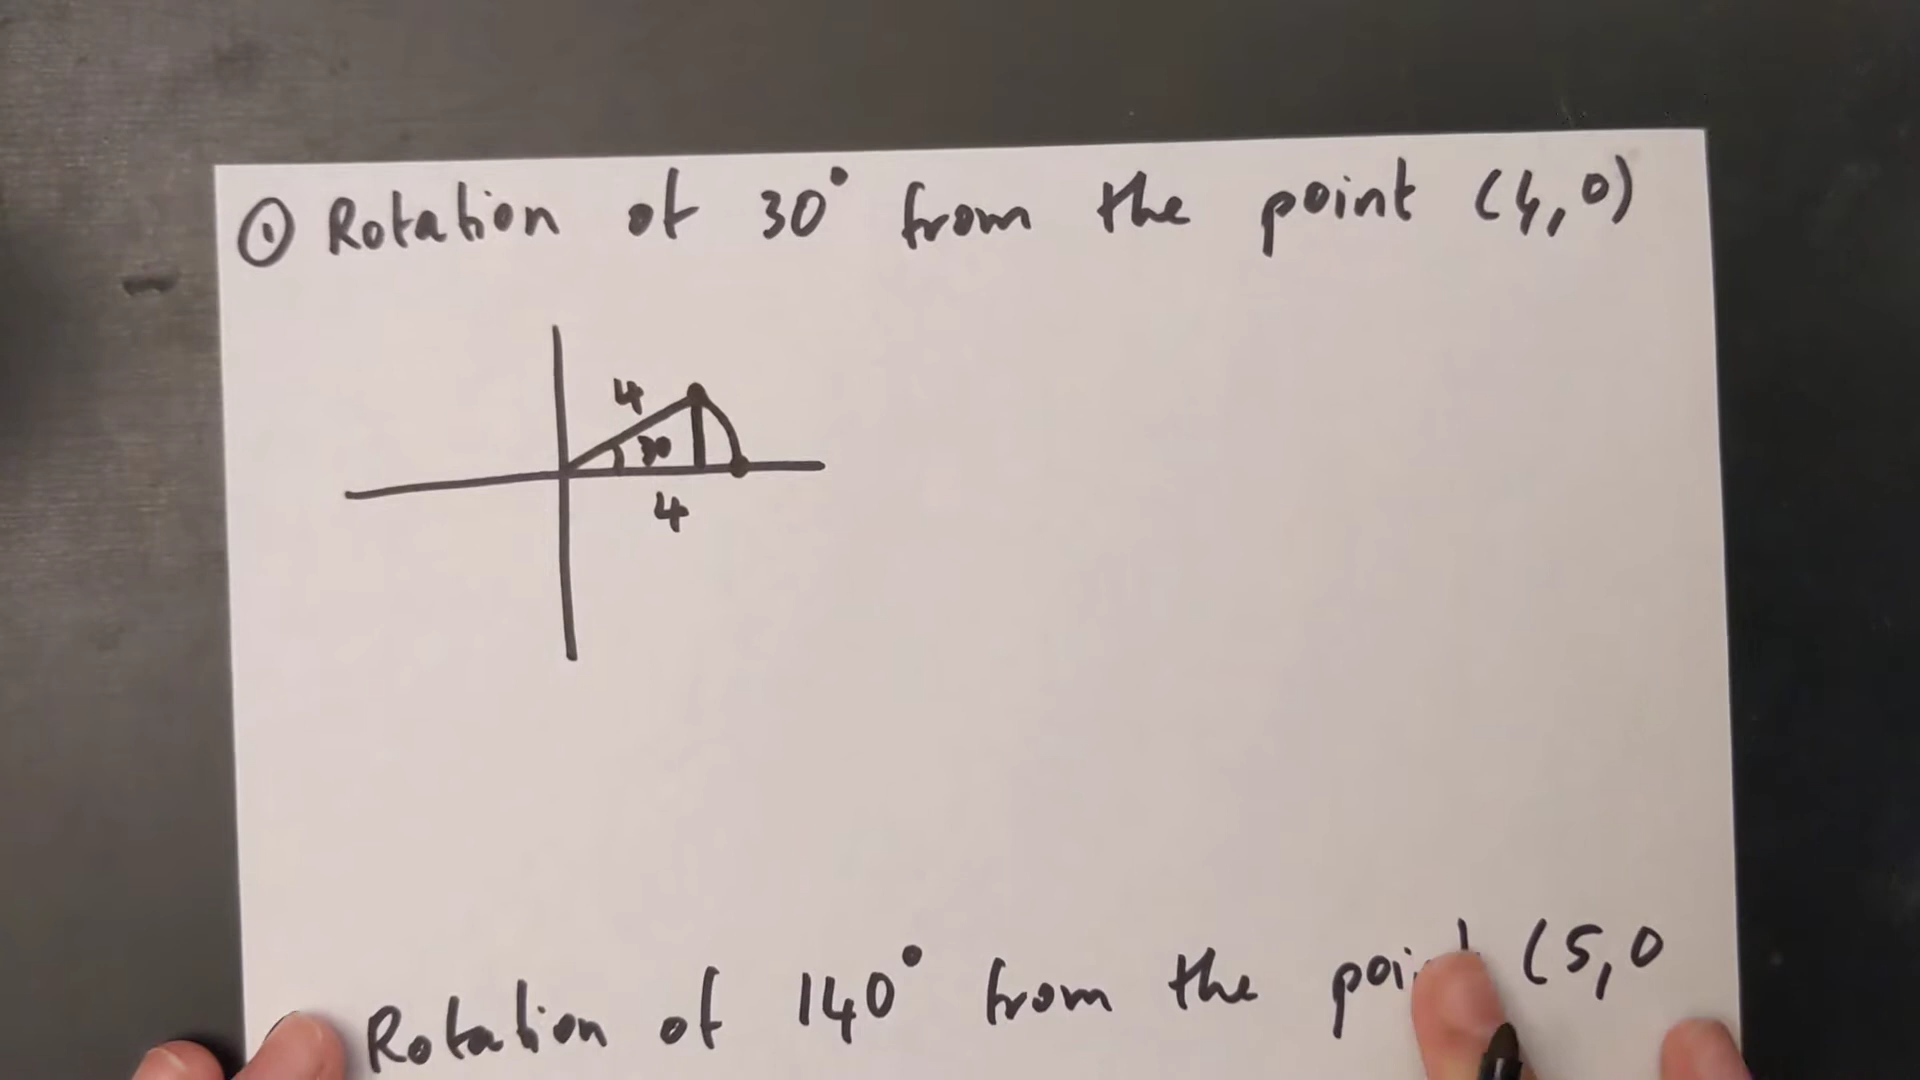 ① Rotation of 30° from the point (4,0)
4
30
4
Rotation of 140° from the point (5,0